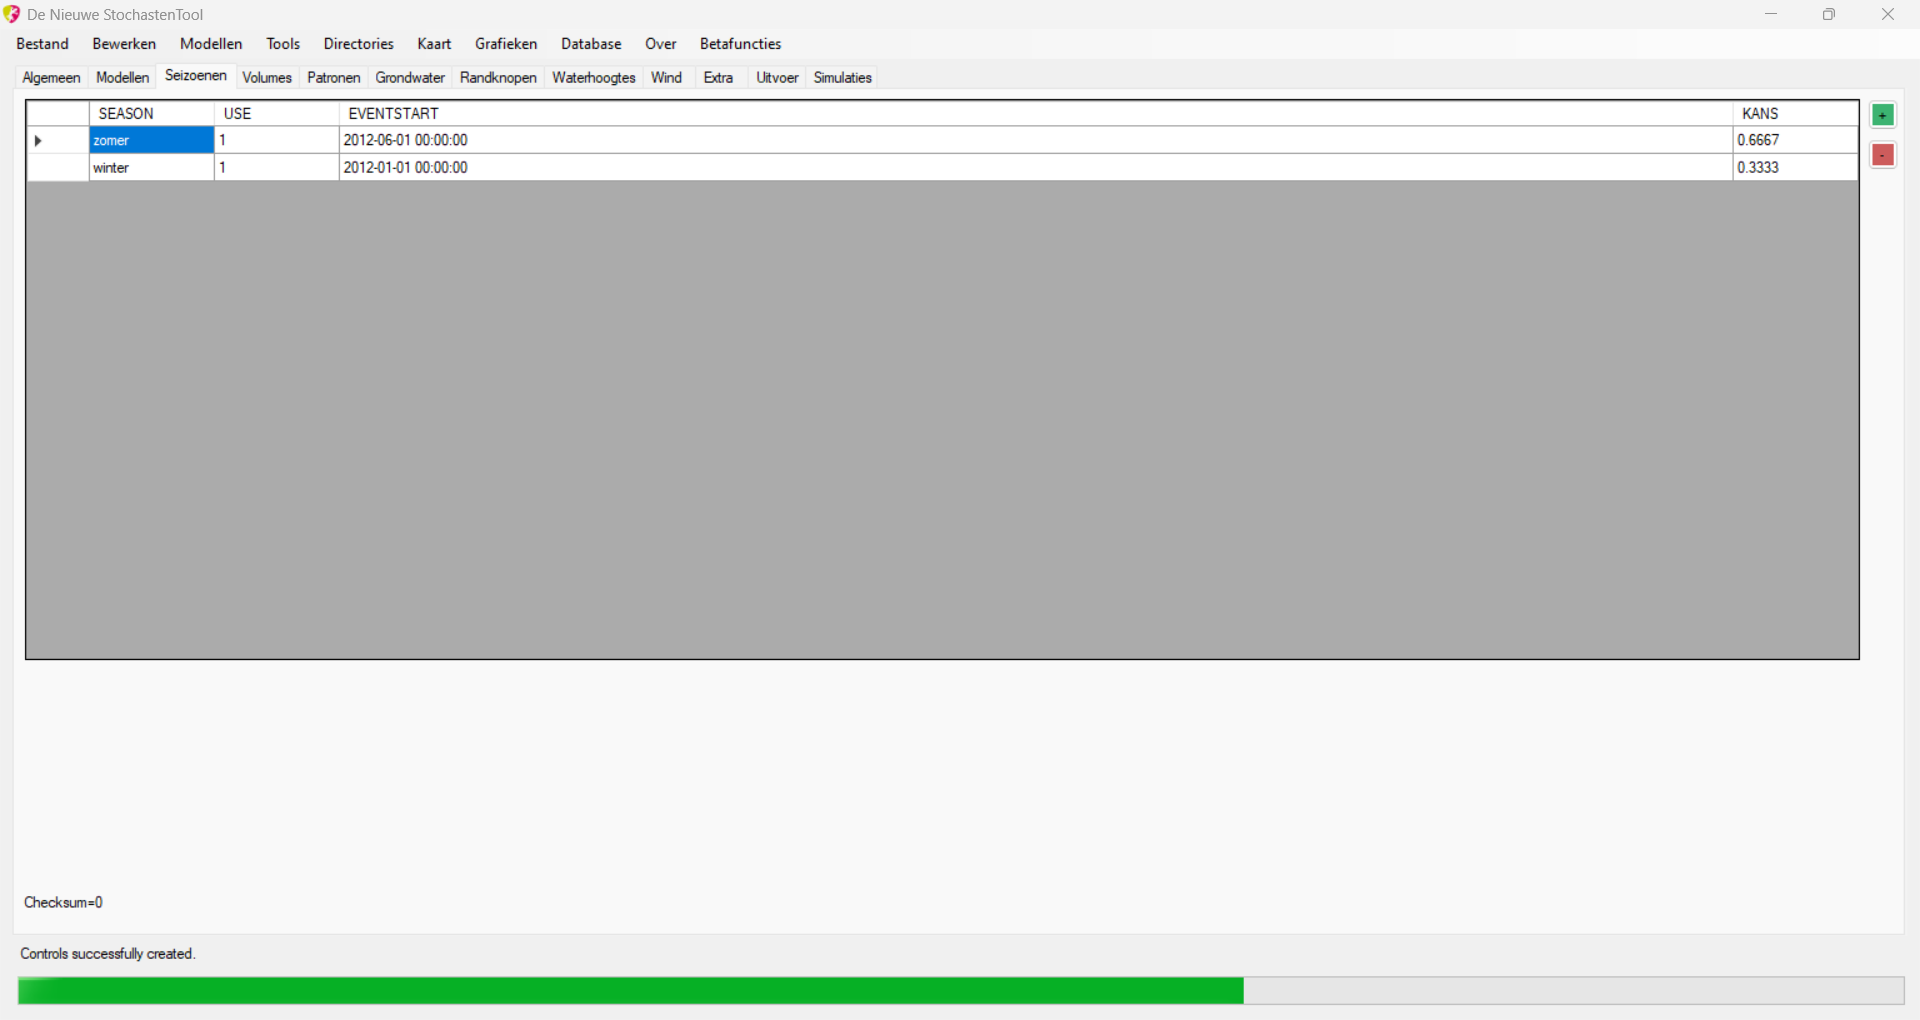 De Nieuwe StochastenTool
Bestand Bewerken Modellen Tools Directories Kaart Grafieken Database Over Betafuncties
Algemeen Modellen Seizoenen Volumes Patronen Grondwater Randknopen Waterhoogtes Wind Extra Uitvoer Simulaties
SEASON USE EVENTSTART KANS
zomer 1 2012-06-01 00:00:00 0.6667
winter 1 2012-01-01 00:00:00 0.3333
+
-
Checksum=0
Controls successfully created.